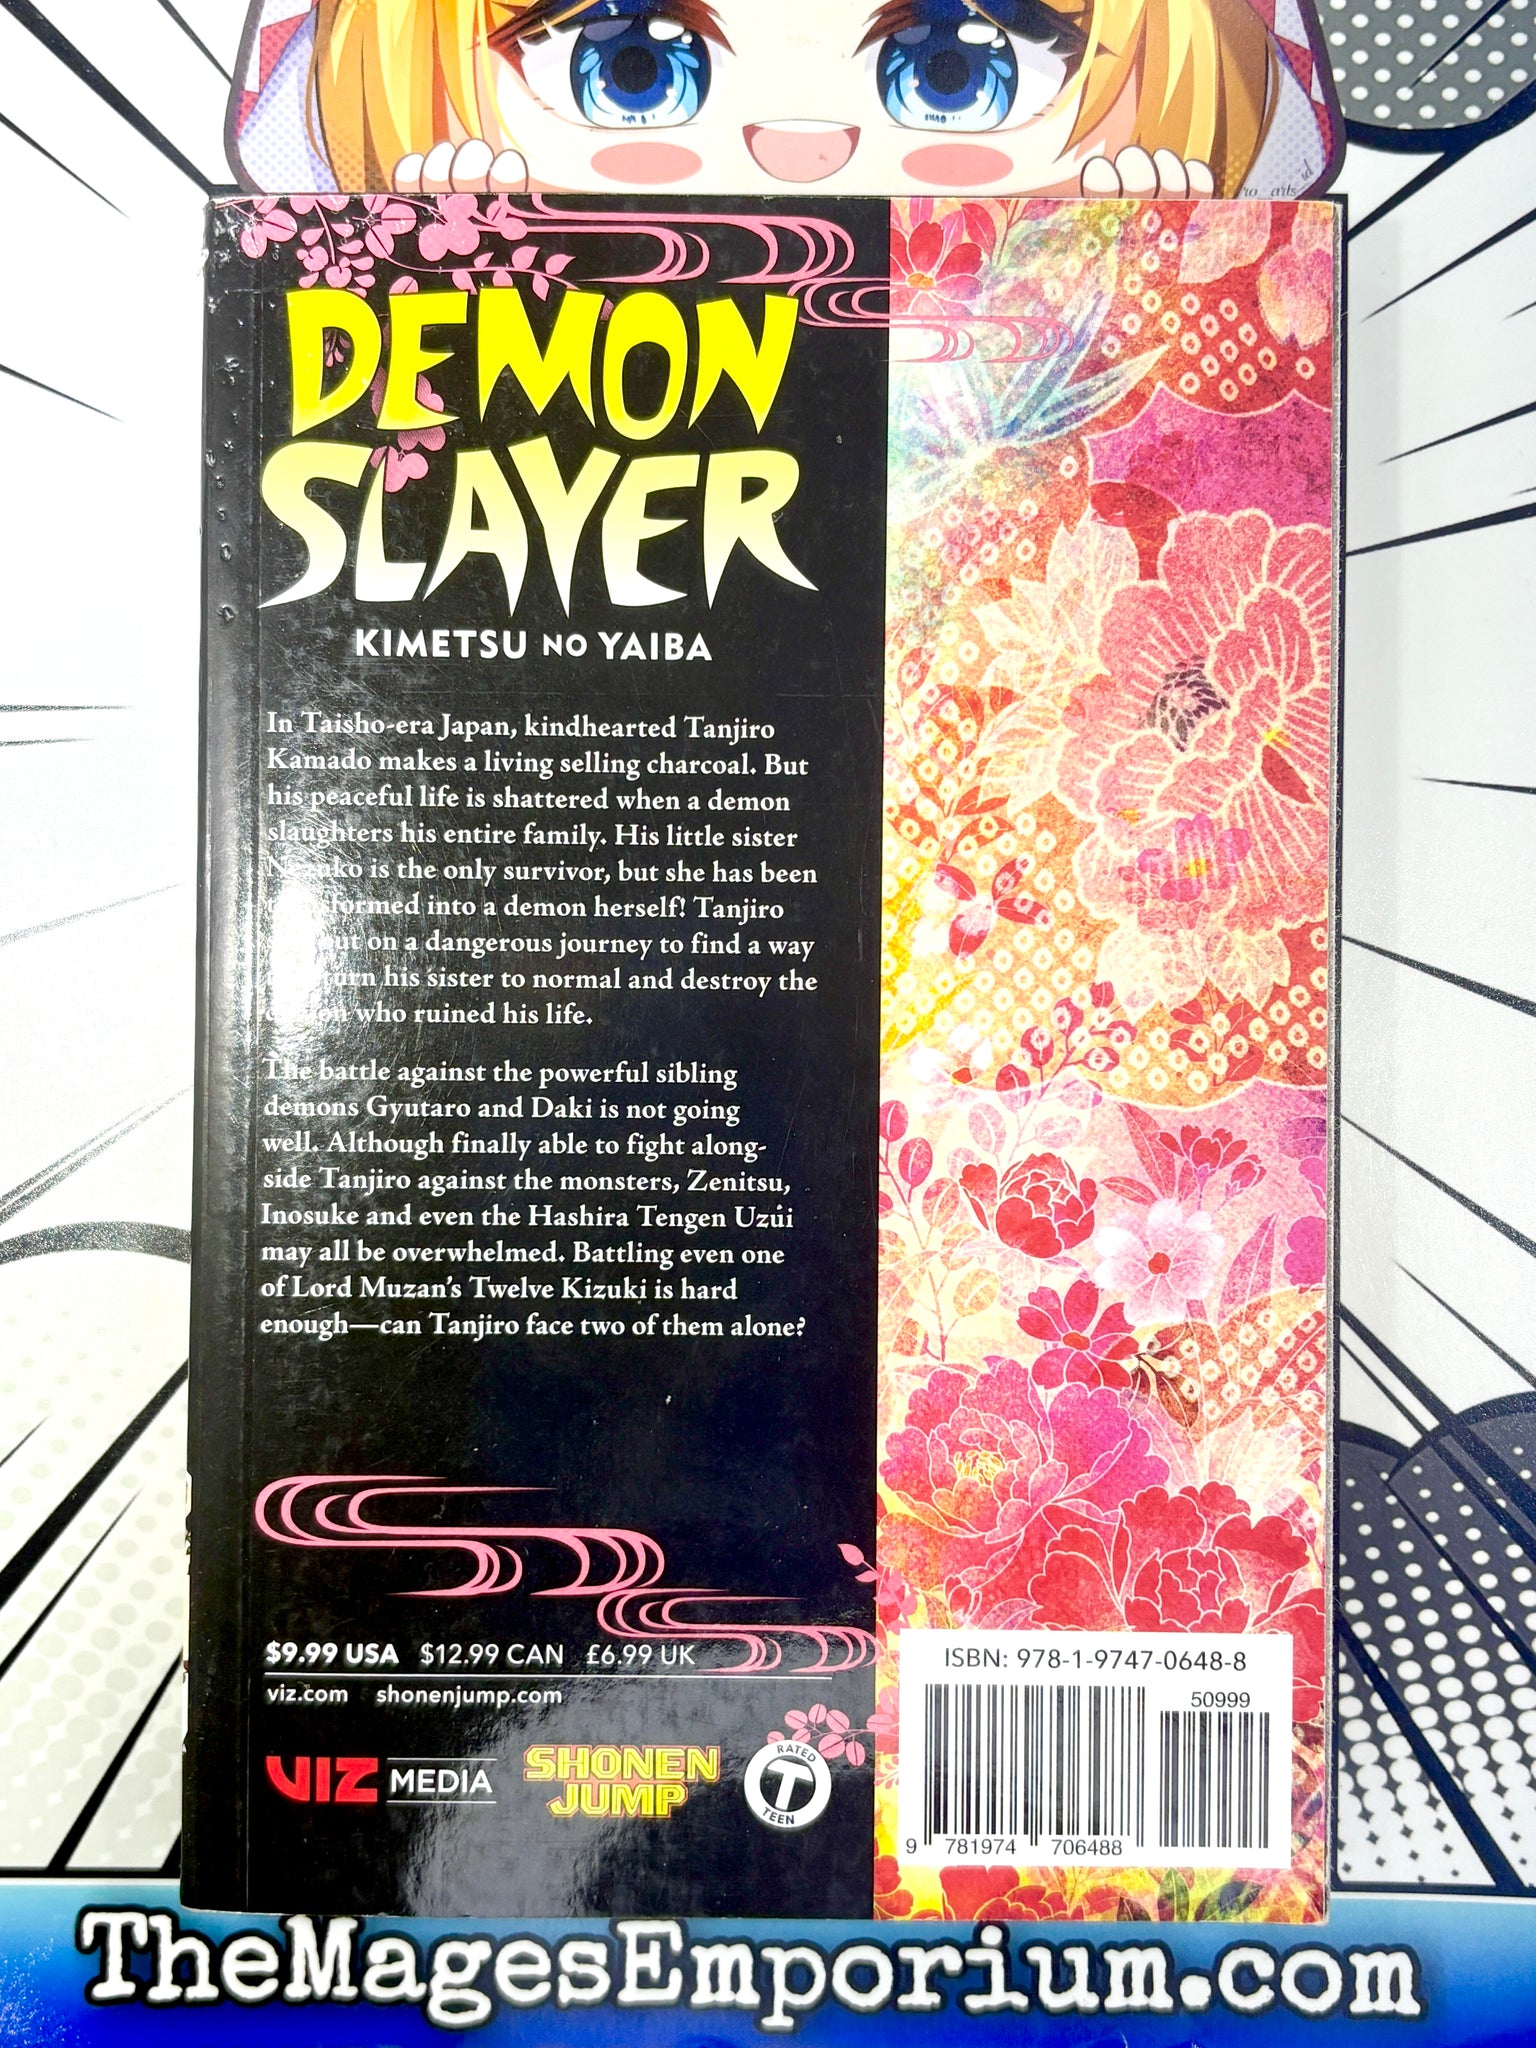 ro_arts_id
DEMON
SLAYER
KIMETSU NO YAIBA
In Taisho-era Japan, kindhearted Tanjiro
Kamado makes a living selling charcoal. But
his peaceful life is shattered when a demon
slaughters his entire family. His little sister
Nezuko is the only survivor, but she has been
transformed into a demon herself! Tanjiro
out on a dangerous journey to find a way
turn his sister to normal and destroy the
demon who ruined his life.
The battle against the powerful sibling
demons Gyutaro and Daki is not going
well. Although finally able to fight along-
side Tanjiro against the monsters, Zenitsu,
Inosuke and even the Hashira Tengen Uzui
may all be overwhelmed. Battling even one
of Lord Muzan's Twelve Kizuki is hard
enough—can Tanjiro face two of them alone?
$9.99 USA $12.99 CAN £6.99 UK
viz.com shonenjump.com
VIZ MEDIA
SHONEN
JUMP
RATED
T
TEEN
ISBN: 978-1-9747-0648-8
50999
9 781974 706488
TheMagesEmporium.com